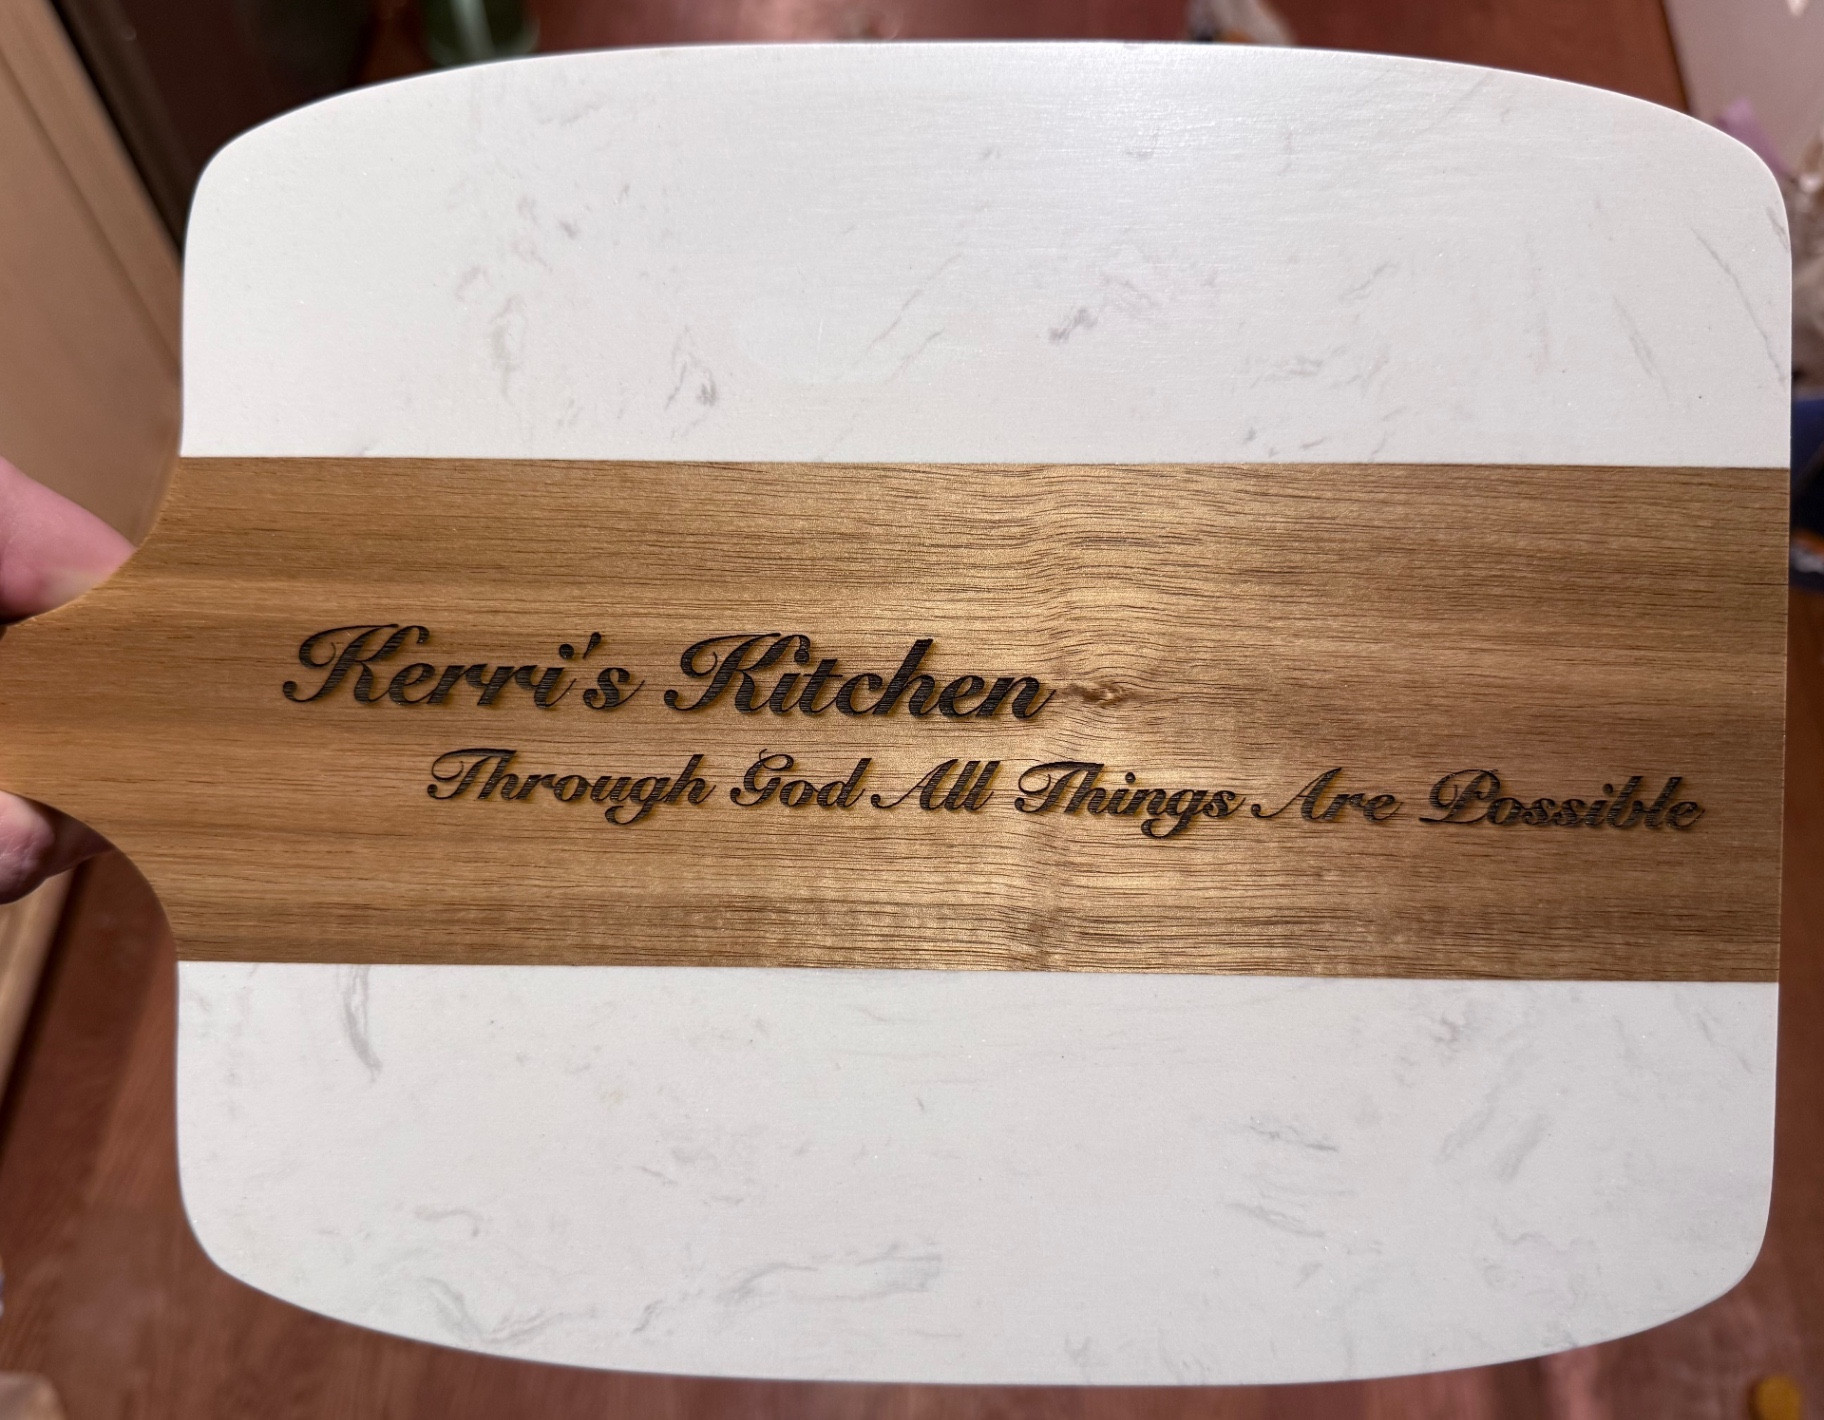 Kerri's Kitchen
Through God All Things Are Possible